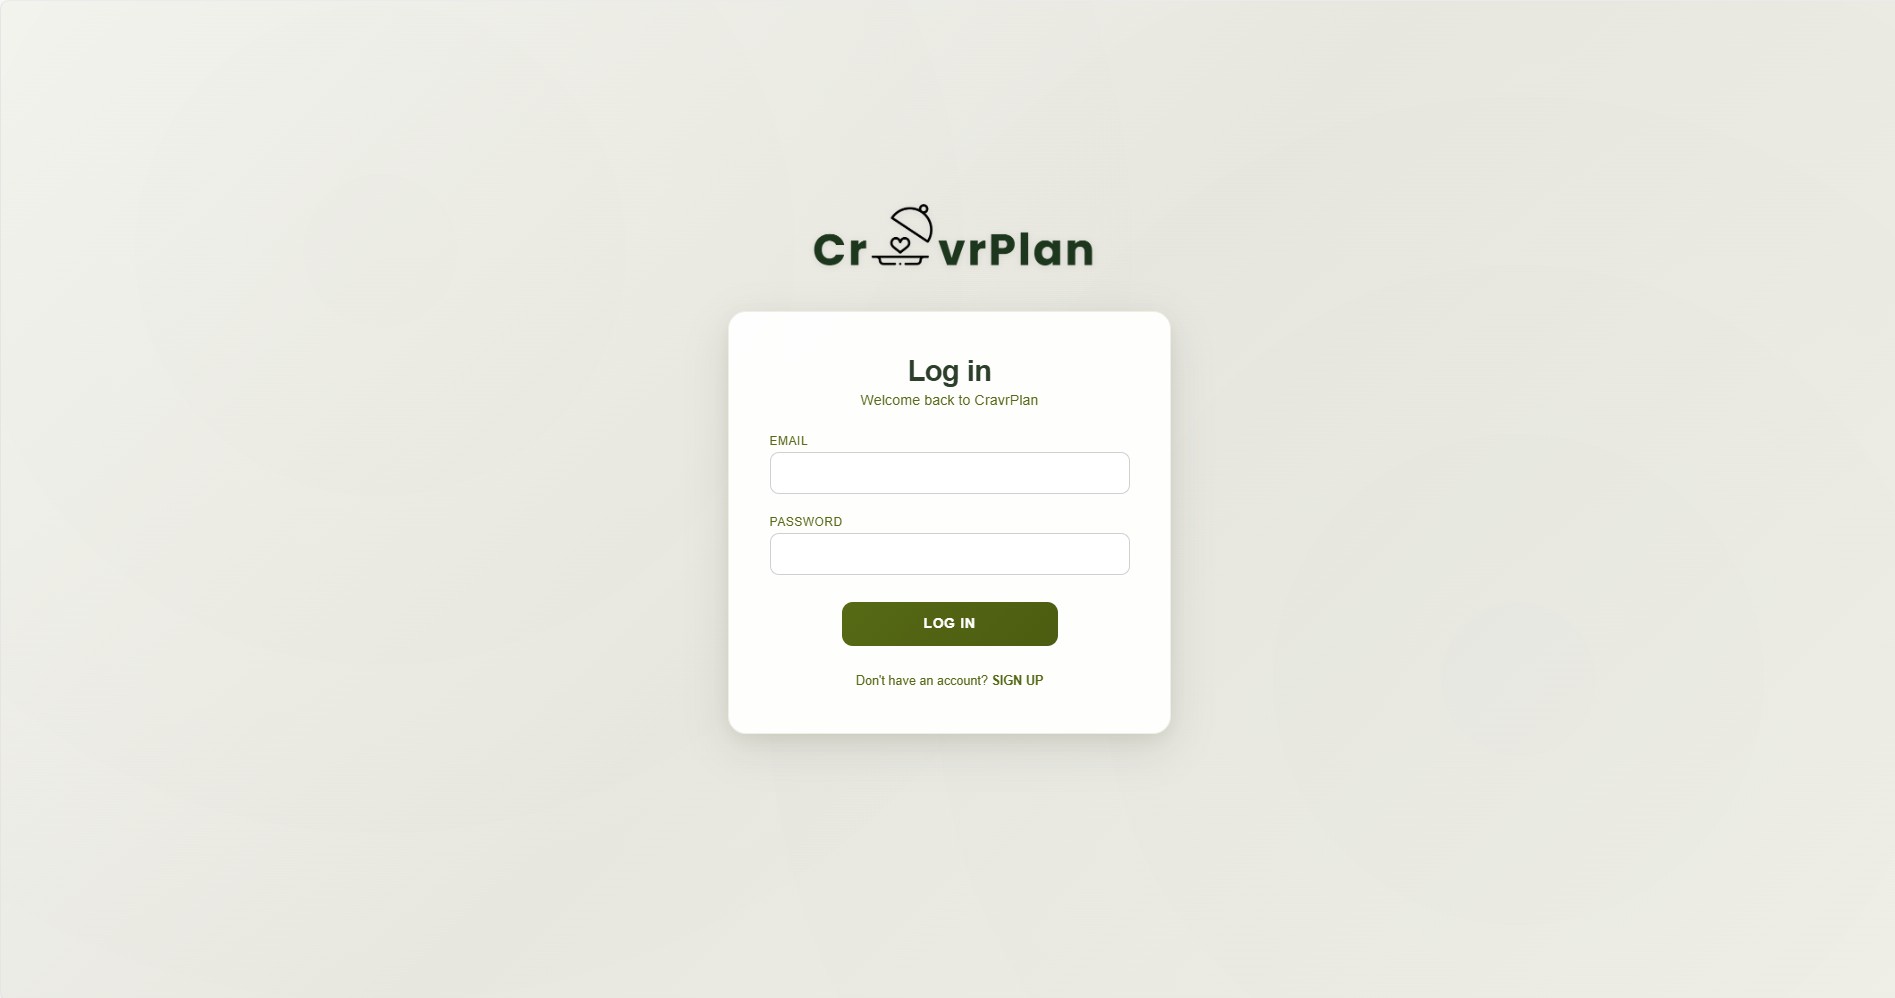 CravrPlan
Log in
Welcome back to CravrPlan
EMAIL
PASSWORD
LOG IN
Don't have an account? SIGN UP